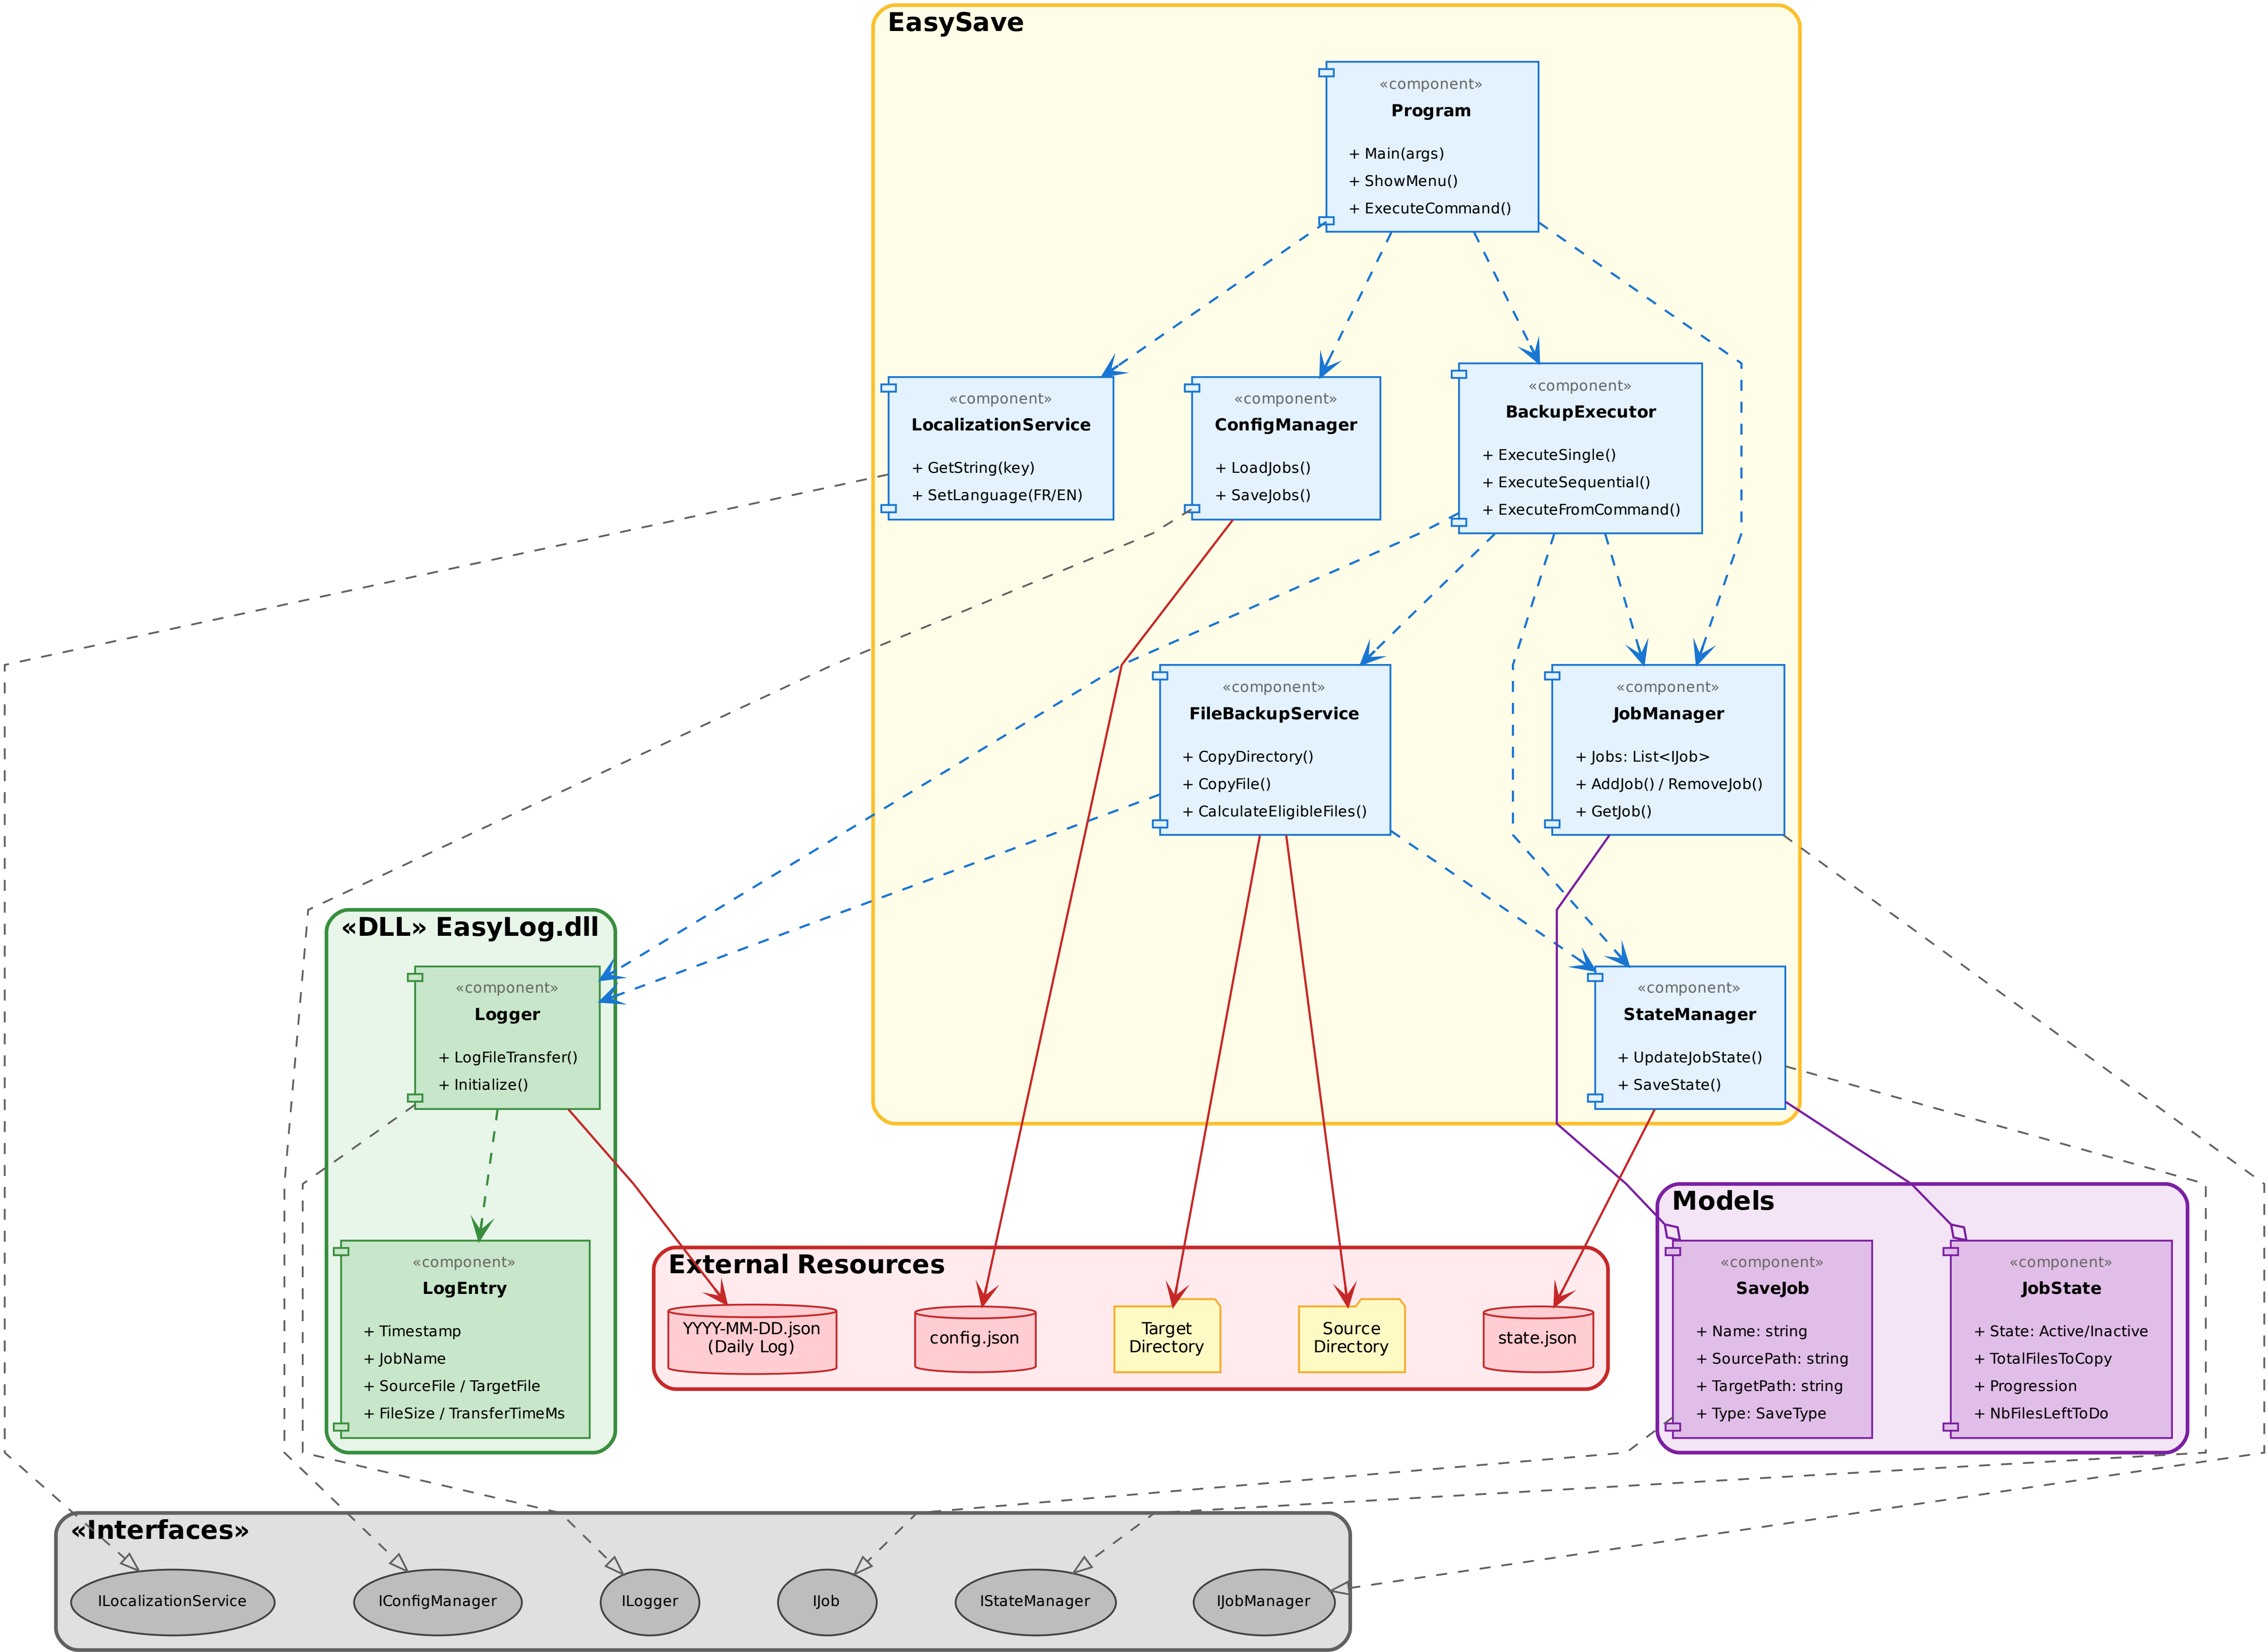 EasySave
«component»
Program
+ Main(args)
+ ShowMenu()
+ ExecuteCommand()
«component»
LocalizationService
+ GetString(key)
+ SetLanguage(FR/EN)
«component»
ConfigManager
+ LoadJobs()
+ SaveJobs()
«component»
BackupExecutor
+ ExecuteSingle()
+ ExecuteSequential()
+ ExecuteFromCommand()
«component»
FileBackupService
+ CopyDirectory()
+ CopyFile()
+ CalculateEligibleFiles()
«component»
JobManager
+ Jobs: List<IJob>
+ AddJob() / RemoveJob()
+ GetJob()
«DLL» EasyLog.dll
«component»
Logger
+ LogFileTransfer()
+ Initialize()
«component»
StateManager
+ UpdateJobState()
+ SaveState()
«component»
LogEntry
+ Timestamp
+ JobName
+ SourceFile / TargetFile
+ FileSize / TransferTimeMs
External Resources
YYYY-MM-DD.json
(Daily Log)
config.json
Target
Directory
Source
Directory
state.json
Models
«component»
SaveJob
+ Name: string
+ SourcePath: string
+ TargetPath: string
+ Type: SaveType
«component»
JobState
+ State: Active/Inactive
+ TotalFilesToCopy
+ Progression
+ NbFilesLeftToDo
«Interfaces»
ILocalizationService
IConfigManager
ILogger
IJob
IStateManager
IJobManager